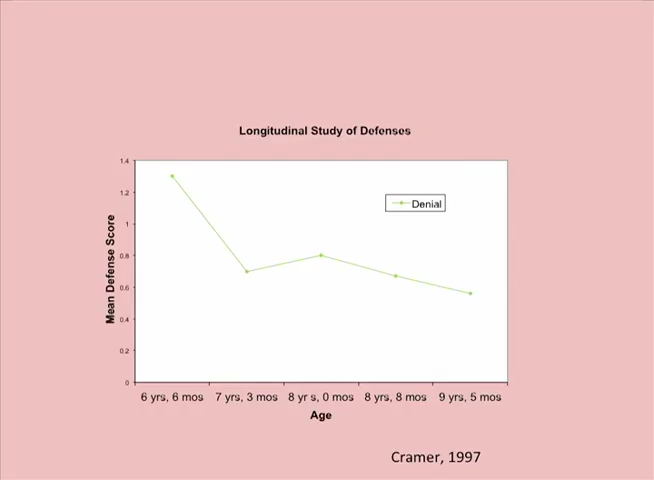 Longitudinal Study of Defenses
1.4
1.2
1
0.8
0.6
0.4
0.2
0
Mean Defense Score
Denial
6 yrs, 6 mos 7 yrs, 3 mos 8 yr s, 0 mos 8 yrs, 8 mos 9 yrs, 5 mos
Age
Cramer, 1997